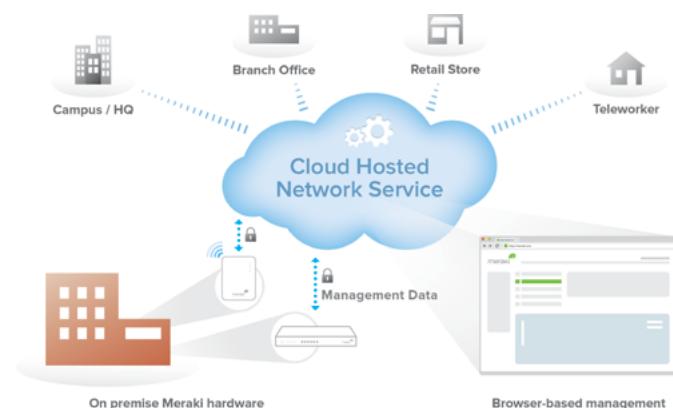 Branch Office
Retail Store
Campus / HQ
Teleworker
Cloud Hosted
Network Service
meraki
Management Data
On premise Meraki hardware
Browser-based management